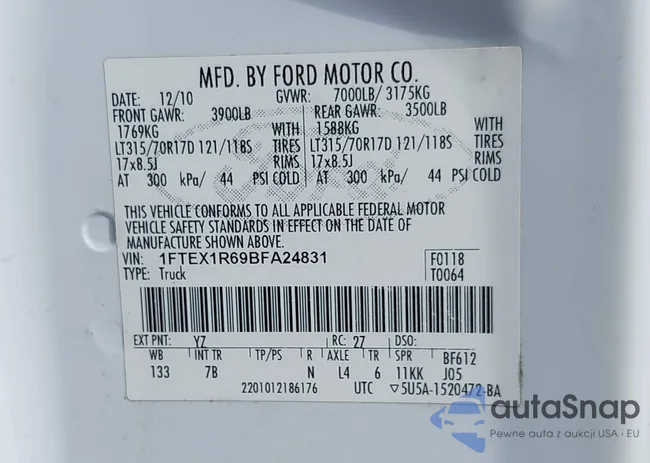 MFD. BY FORD MOTOR CO.
DATE: 12/10 GVWR: 7000LB/ 3175KG
FRONT GAWR: 3900LB REAR GAWR: 3500LB
1769KG WITH 1588KG WITH
LT315/70R17D 121/118S TIRES LT315/70R17D 121/118S TIRES
17x8.5J RIMS 17x8.5J RIMS
AT 300 kPa/ 44 PSI COLD AT 300 kPa/ 44 PSI COLD
THIS VEHICLE CONFORMS TO ALL APPLICABLE FEDERAL MOTOR
VEHICLE SAFETY STANDARDS IN EFFECT ON THE DATE OF
MANUFACTURE SHOWN ABOVE.
VIN: 1FTEX1R69BFA24831 F0118
TYPE: Truck T0064
EXT PNT: YZ RC: 27 DSO:
WB INT TR TP/PS R AXLE TR SPR BF612
133 7B N L4 6 11KK J05
2201012186176 UTC ▽5U5A-1520472-BA
autaSnap
Pewne auta z aukcji USA i EU